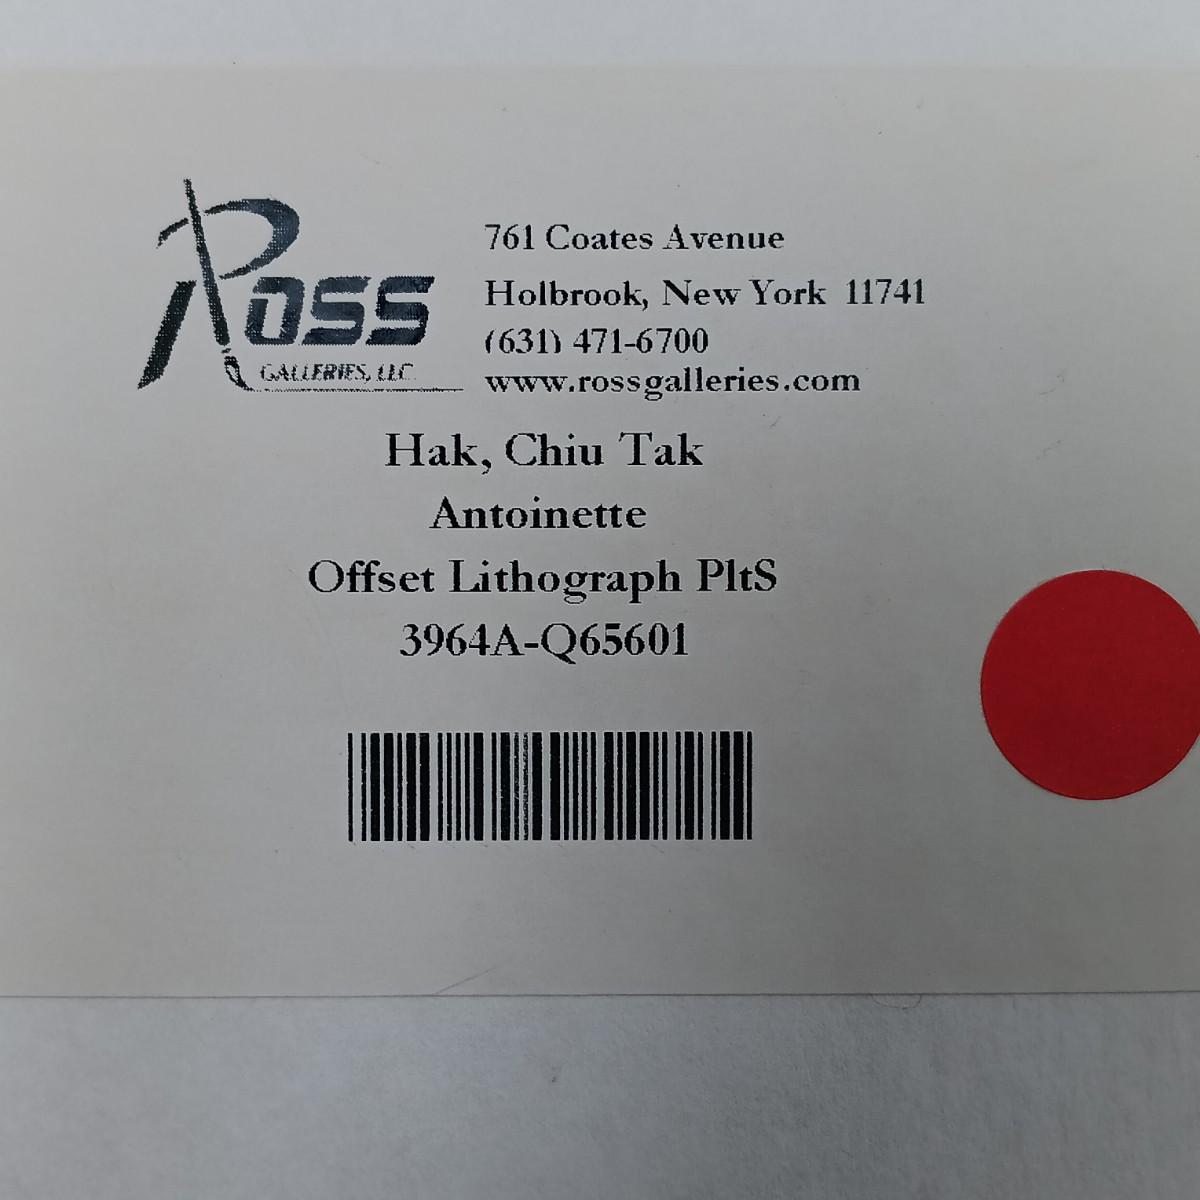 ROSS
GALLERIES, LLC
761 Coates Avenue
Holbrook, New York 11741
(631) 471-6700
www.rossgalleries.com
Hak, Chiu Tak
Antoinette
Offset Lithograph PltS
3964A-Q65601